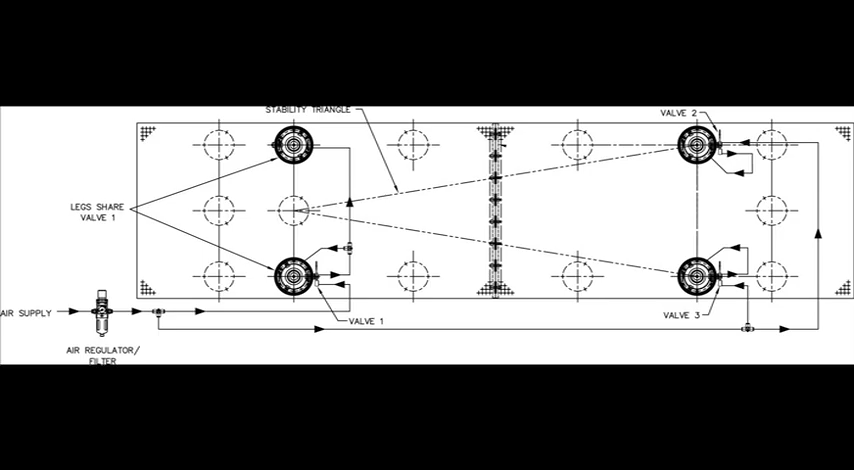 STABILITY TRIANGLE
VALVE 2
LEGS SHARE
VALVE 1
AIR SUPPLY
VALVE 1
VALVE 3
AIR REGULATOR/
FILTER